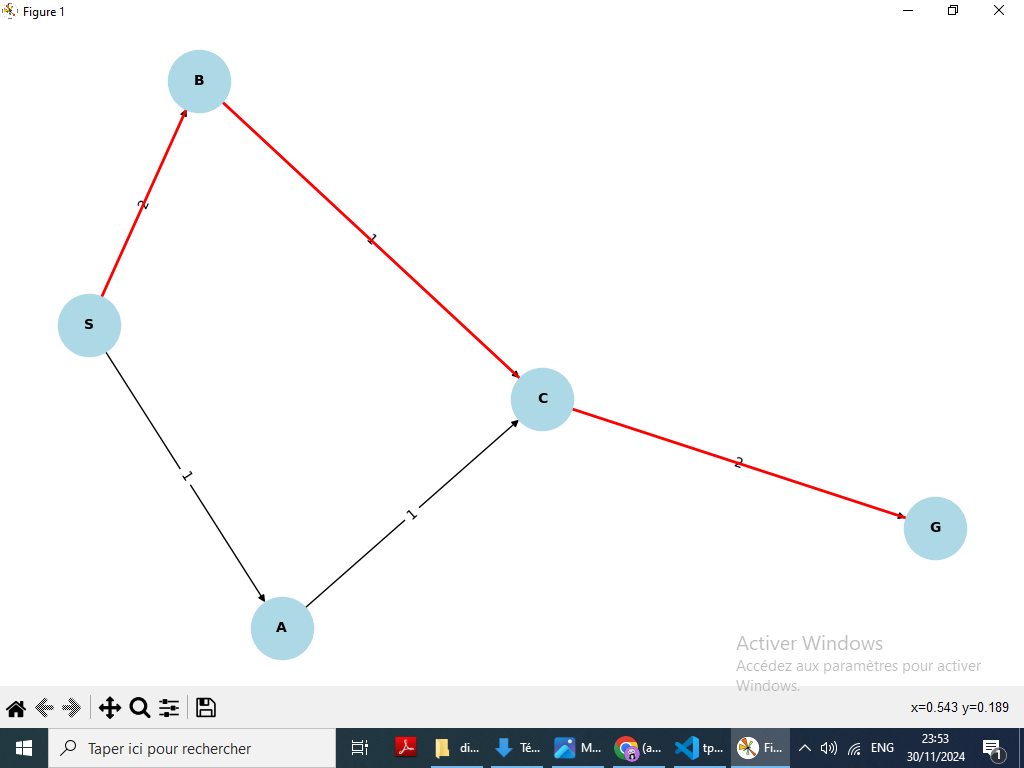 Figure 1
B
2
1
S
C
2
G
1
1
A
Activer Windows
Accédez aux paramètres pour activer
Windows.
x=0.543 y=0.189
Taper ici pour rechercher
di...
Té...
M...
(a...
tp...
Fi...
ENG
23:53
30/11/2024
1